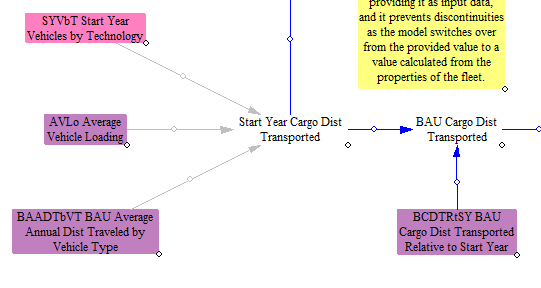 providing it as input data,
and it prevents discontinuities
as the model switches over
from the provided value to a
value calculated from the
properties of the fleet.
SYVbT Start Year
Vehicles by Technology
AVLo Average
Vehicle Loading
Start Year Cargo Dist
Transported
BAU Cargo Dist
Transported
BAADTbVT BAU Average
Annual Dist Traveled by
Vehicle Type
BCDTRtSY BAU
Cargo Dist Transported
Relative to Start Year